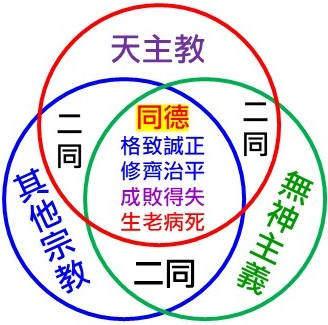 天主教
同德
格致誠正
修齊治平
成敗得失
生老病死
二同
二同
二同
其他宗教
無神主義